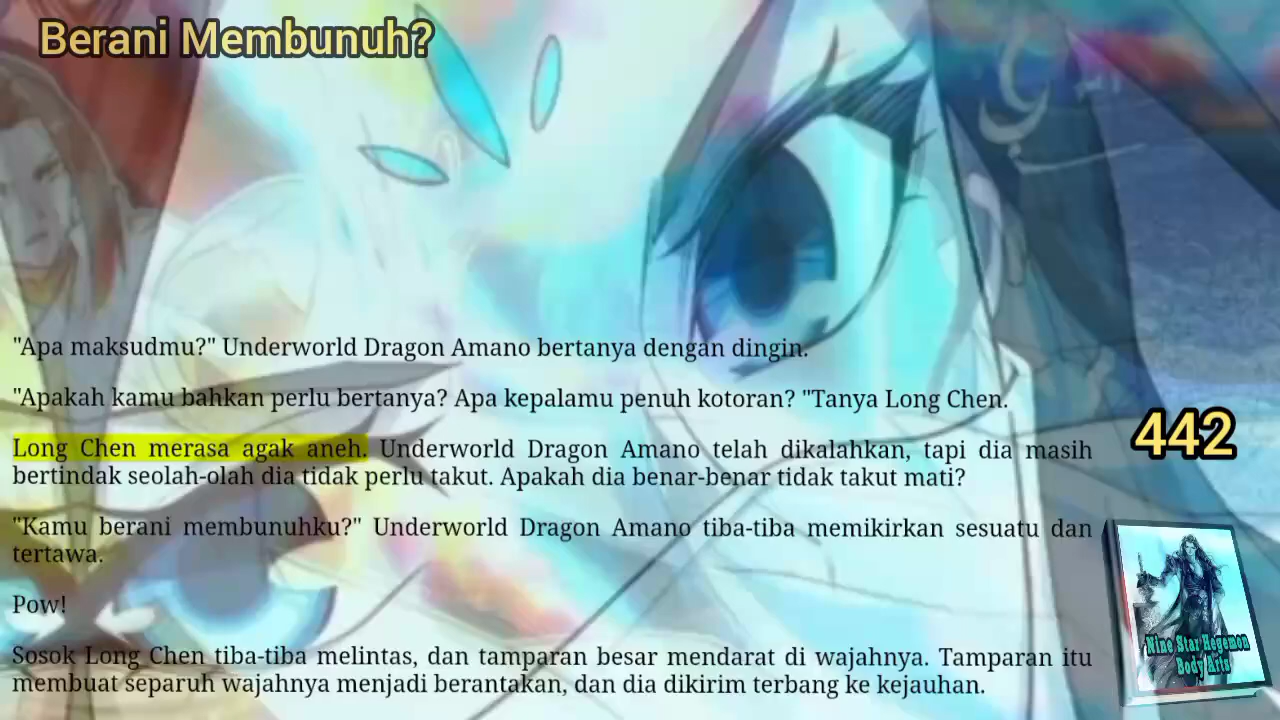 Berani Membunuh?
"Apa maksudmu?" Underworld Dragon Amano bertanya dengan dingin.
"Apakah kamu bahkan perlu bertanya? Apa kepalamu penuh kotoran? "Tanya Long Chen.
Long Chen merasa agak aneh. Underworld Dragon Amano telah dikalahkan, tapi dia masih
bertindak seolah-olah dia tidak perlu takut. Apakah dia benar-benar tidak takut mati?
442
"Kamu berani membunuhku?" Underworld Dragon Amano tiba-tiba memikirkan sesuatu dan
tertawa.
Pow!
Sosok Long Chen tiba-tiba melintas, dan tamparan besar mendarat di wajahnya. Tamparan itu
membuat separuh wajahnya menjadi berantakan, dan dia dikirim terbang ke kejauhan.
Nine Star Hegemon
Body Arts